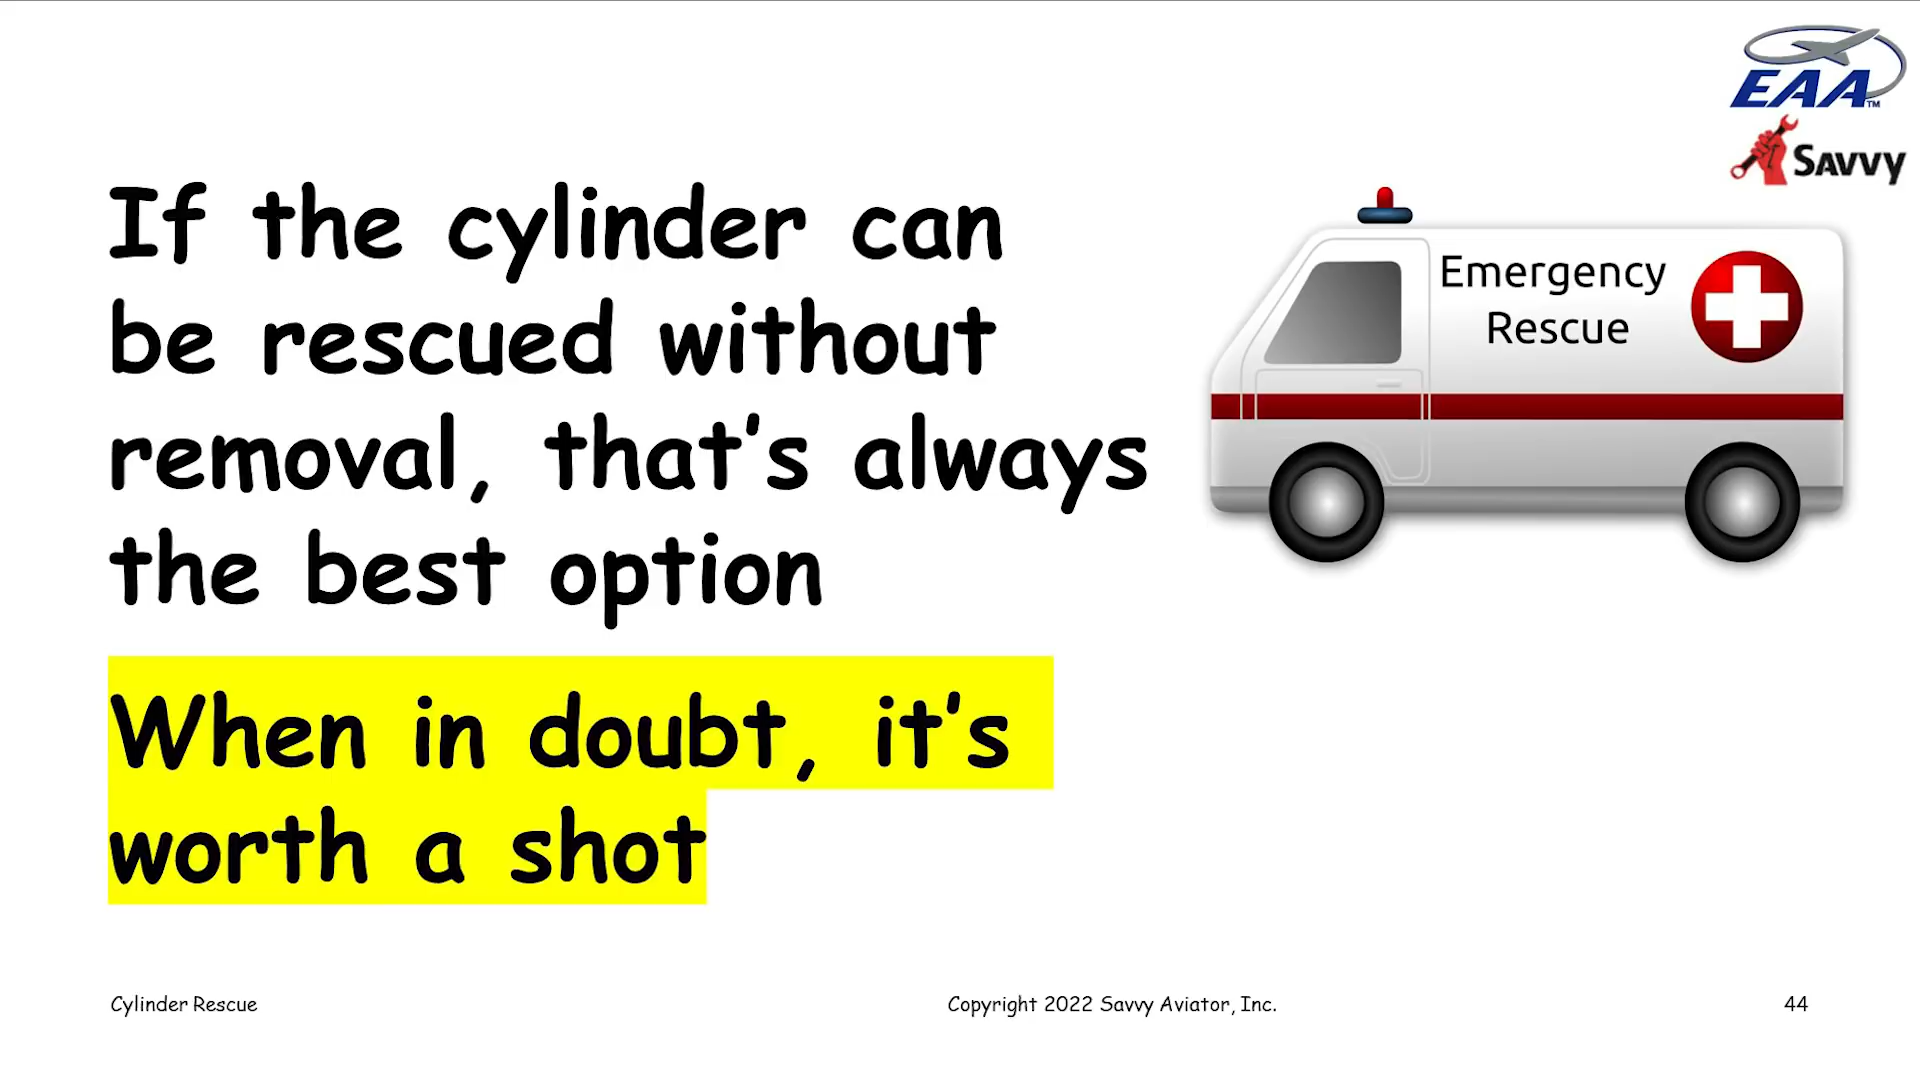 EAA™
SAVVY
If the cylinder can
be rescued without
removal, that’s always
the best option
Emergency
Rescue
When in doubt, it’s
worth a shot
Cylinder Rescue
Copyright 2022 Savvy Aviator, Inc.
44